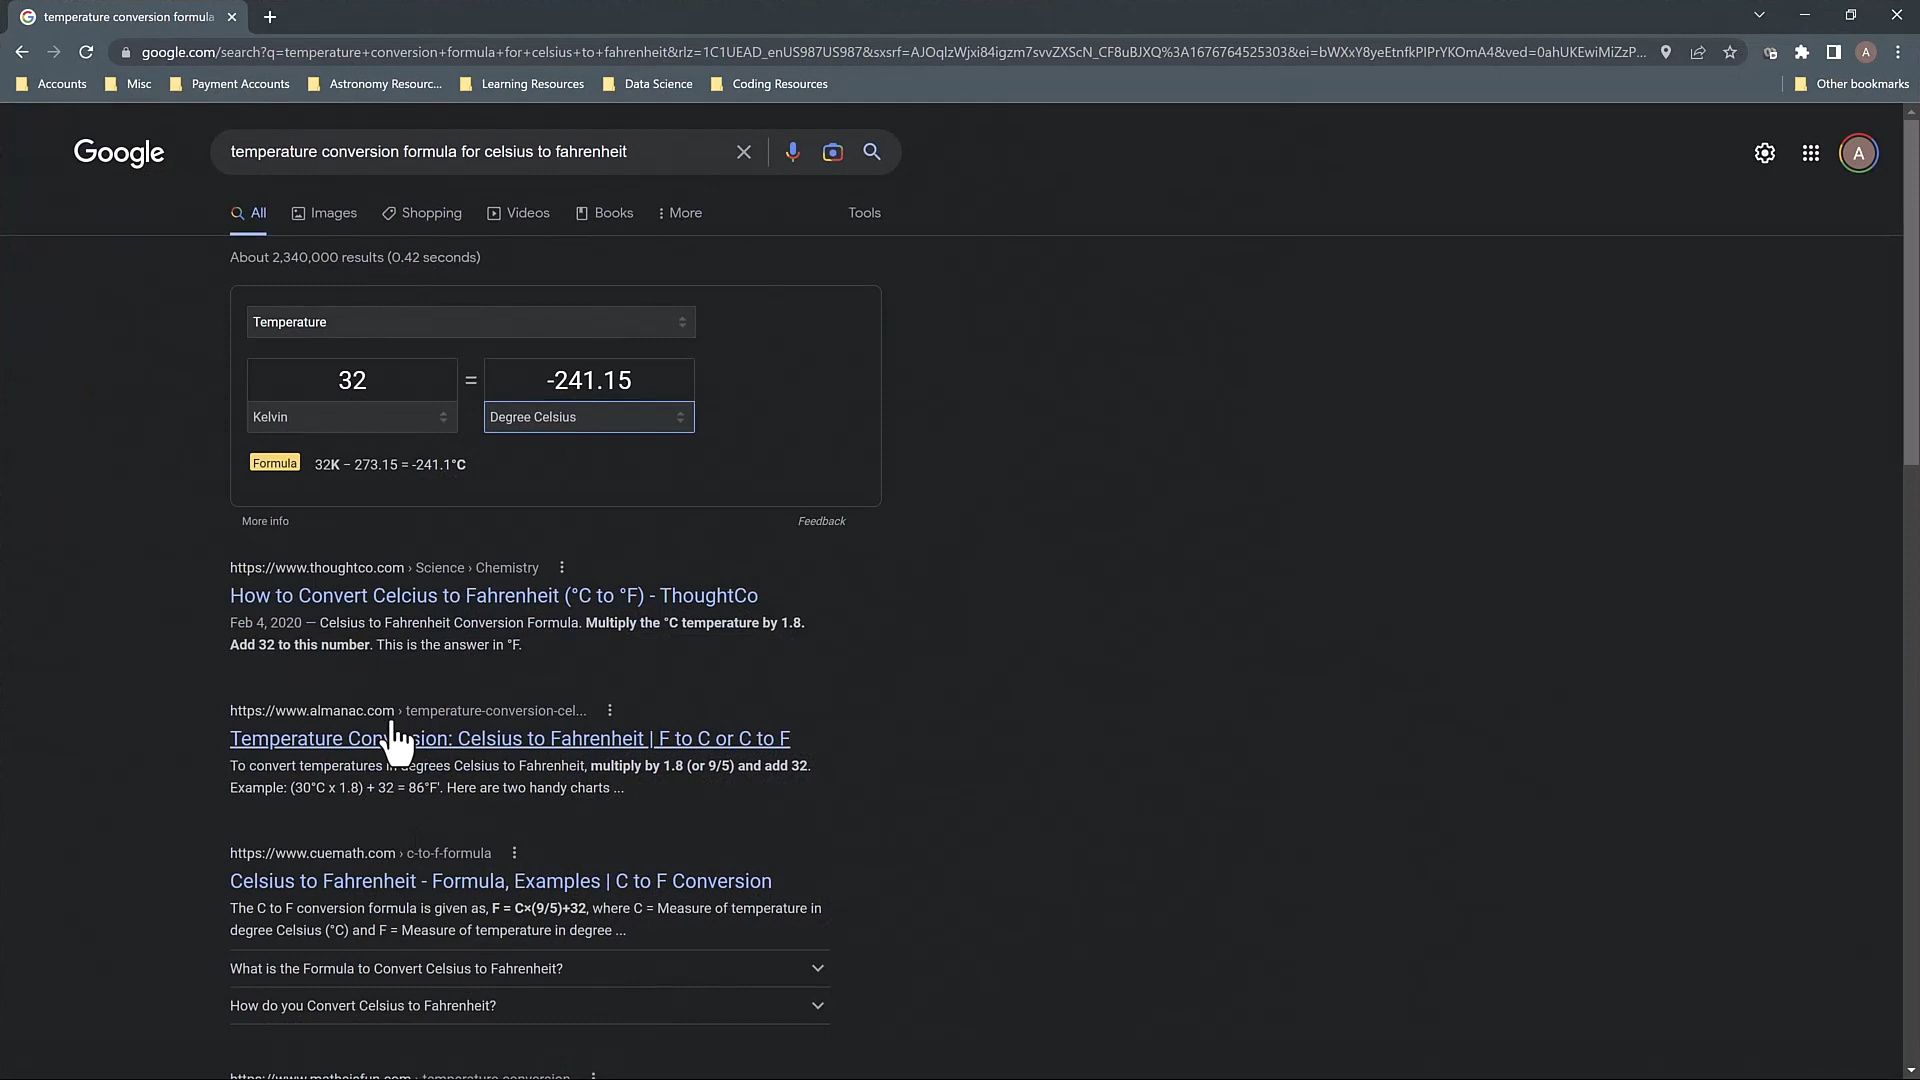 temperature conversion formula
google.com/search?q=temperature+conversion+formula+for+celsius+to+fahrenheit&rlz=1C1UEAD_enUS987US987&sxsrf=AJOqlzWjxi84igzm7svvZXScN_CF8uBJXQ%3A1676764525303&ei=bWXxY8yeEtnfkPIPrYKOmA4&ved=0ahUKEwiMiZzP...
A
Accounts Misc Payment Accounts Astronomy Resourc... Learning Resources Data Science Coding Resources Other bookmarks
Google temperature conversion formula for celsius to fahrenheit A
All Images Shopping Videos Books More Tools
About 2,340,000 results (0.42 seconds)
Temperature
32 = -241.15
Kelvin Degree Celsius
Formula 32K − 273.15 = -241.1°C
More info Feedback
https://www.thoughtco.com › Science › Chemistry
How to Convert Celcius to Fahrenheit (°C to °F) - ThoughtCo
Feb 4, 2020 — Celsius to Fahrenheit Conversion Formula. Multiply the °C temperature by 1.8.
Add 32 to this number. This is the answer in °F.
https://www.almanac.com › temperature-conversion-cel...
Temperature Conversion: Celsius to Fahrenheit | F to C or C to F
To convert temperatures in degrees Celsius to Fahrenheit, multiply by 1.8 (or 9/5) and add 32.
Example: (30°C x 1.8) + 32 = 86°F'. Here are two handy charts ...
https://www.cuemath.com › c-to-f-formula
Celsius to Fahrenheit - Formula, Examples | C to F Conversion
The C to F conversion formula is given as, F = C×(9/5)+32, where C = Measure of temperature in
degree Celsius (°C) and F = Measure of temperature in degree ...
What is the Formula to Convert Celsius to Fahrenheit?
How do you Convert Celsius to Fahrenheit?
https://www.mathsisfun.com › temperature-conversion